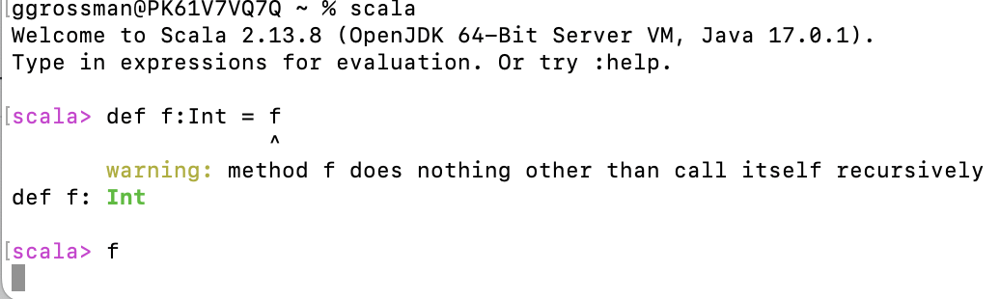 [ggrossman@PK61V7VQ7Q ~ % scala
Welcome to Scala 2.13.8 (OpenJDK 64-Bit Server VM, Java 17.0.1).
Type in expressions for evaluation. Or try :help.
[scala> def f:Int = f
^
warning: method f does nothing other than call itself recursively
def f: Int
[scala> f